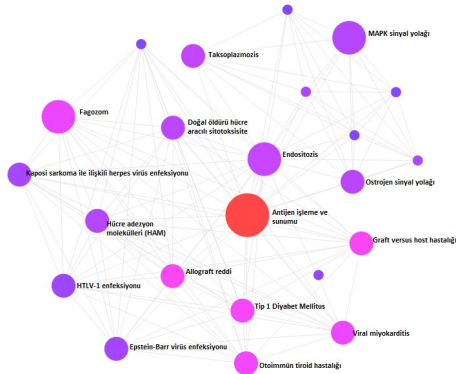 MAPK sinyal yolağı
Taksoplazmozis
Fagozom
Doğal öldürü hücre
aracılı sitotoksisite
Endositozis
Kaposi sarkoma ile ilişkili herpes virüs enfeksiyonu
Ostrojen sinyal yolağı
Antijen işleme ve
sunumu
Hücre adezyon
molekülleri (HAM)
Graft versus host hastalığı
Allograft reddi
HTLV-1 enfeksiyonu
Tip 1 Diyabet Mellitus
Viral miyokarditis
Epstein-Barr virüs enfeksiyonu
Otoimmün tiroid hastalığı